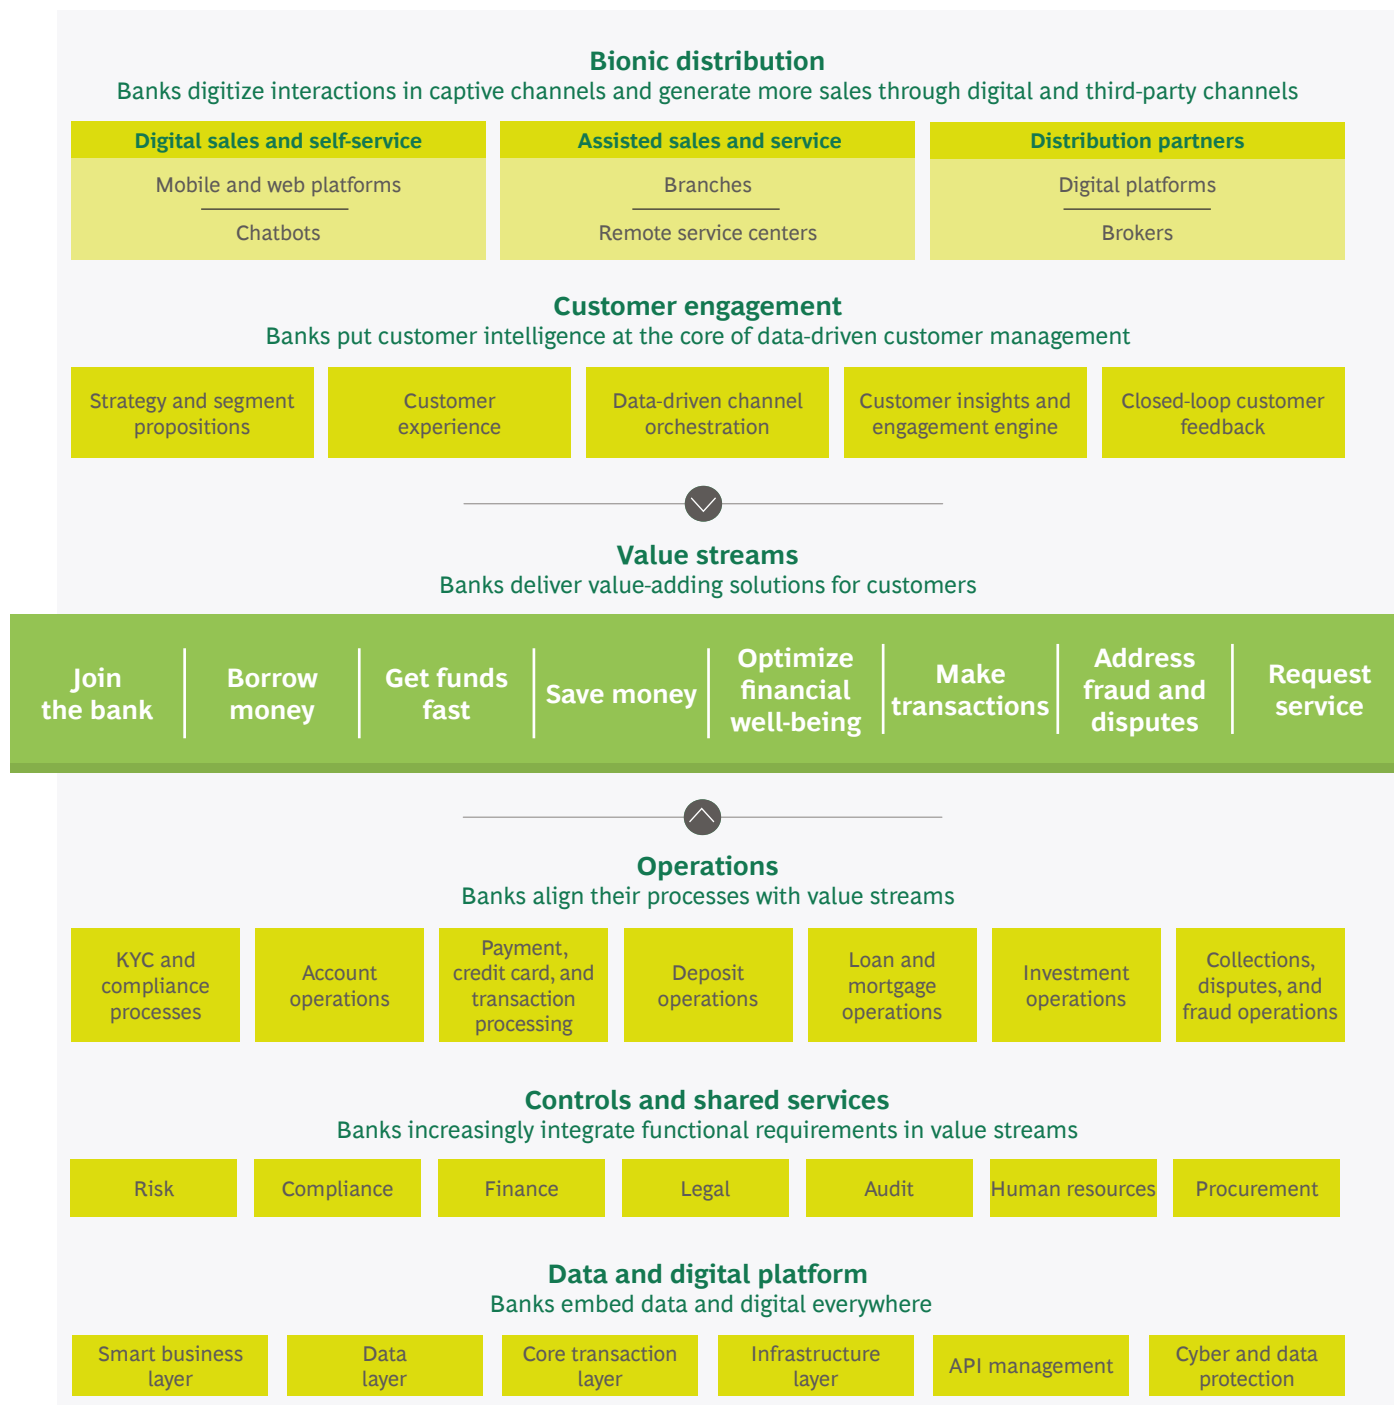 Bionic distribution
Banks digitize interactions in captive channels and generate more sales through digital and third-party channels
Digital sales and self-service
Mobile and web platforms
Chatbots
Assisted sales and service
Branches
Remote service centers
Distribution partners
Digital platforms
Brokers
Customer engagement
Banks put customer intelligence at the core of data-driven customer management
Strategy and segment
propositions
Customer
experience
Data-driven channel
orchestration
Customer insights and
engagement engine
Closed-loop customer
feedback
Value streams
Banks deliver value-adding solutions for customers
Join
the bank
Borrow
money
Get funds
fast
Save money
Optimize
financial
well-being
Make
transactions
Address
fraud and
disputes
Request
service
Operations
Banks align their processes with value streams
KYC and
compliance
processes
Account
operations
Payment,
credit card, and
transaction
processing
Deposit
operations
Loan and
mortgage
operations
Investment
operations
Collections,
disputes, and
fraud operations
Controls and shared services
Banks increasingly integrate functional requirements in value streams
Risk
Compliance
Finance
Legal
Audit
Human resources
Procurement
Data and digital platform
Banks embed data and digital everywhere
Smart business
layer
Data
layer
Core transaction
layer
Infrastructure
layer
API management
Cyber and data
protection